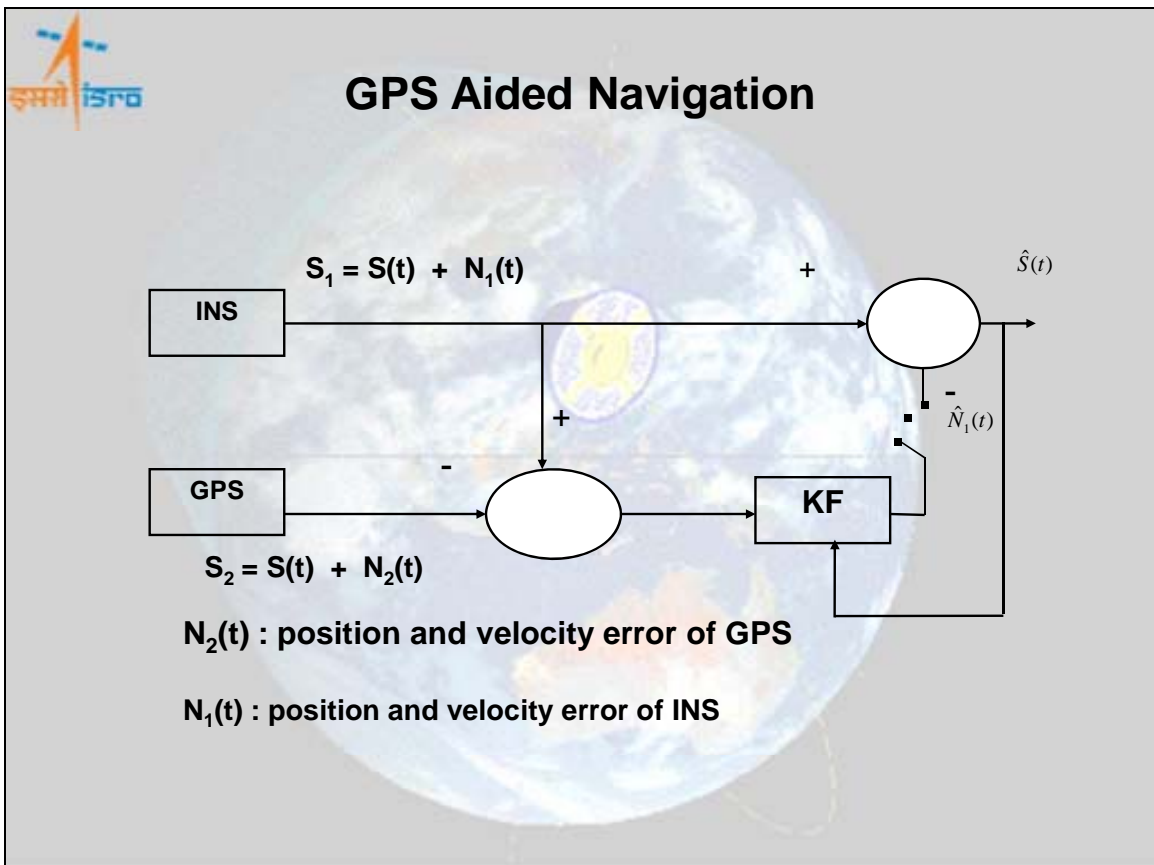 इसरो isro
GPS Aided Navigation
S₁ = S(t) + N₁(t)
+
Ŝ(t)
INS
-
N̂₁(t)
+
-
GPS
KF
S₂ = S(t) + N₂(t)
N₂(t) : position and velocity error of GPS
N₁(t) : position and velocity error of INS